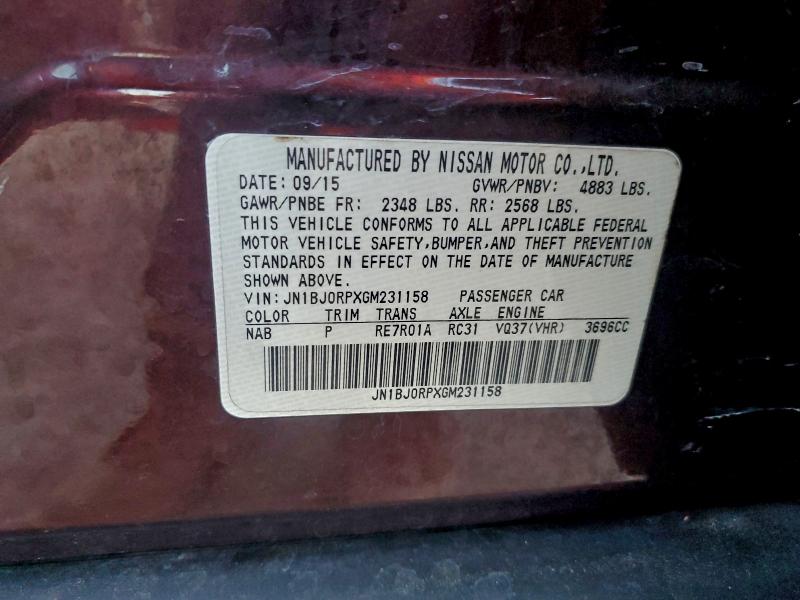 MANUFACTURED BY NISSAN MOTOR CO.,LTD.
DATE: 09/15 GVWR/PNBV: 4883 LBS.
GAWR/PNBE FR: 2348 LBS. RR: 2568 LBS.
THIS VEHICLE CONFORMS TO ALL APPLICABLE FEDERAL
MOTOR VEHICLE SAFETY,BUMPER,AND THEFT PREVENTION
STANDARDS IN EFFECT ON THE DATE OF MANUFACTURE
SHOWN ABOVE.
VIN:JN1BJ0RPXGM231158 PASSENGER CAR
COLOR TRIM TRANS AXLE ENGINE
NAB P RE7R01A RC31 VQ37(VHR) 3696CC
JN1BJ0RPXGM231158